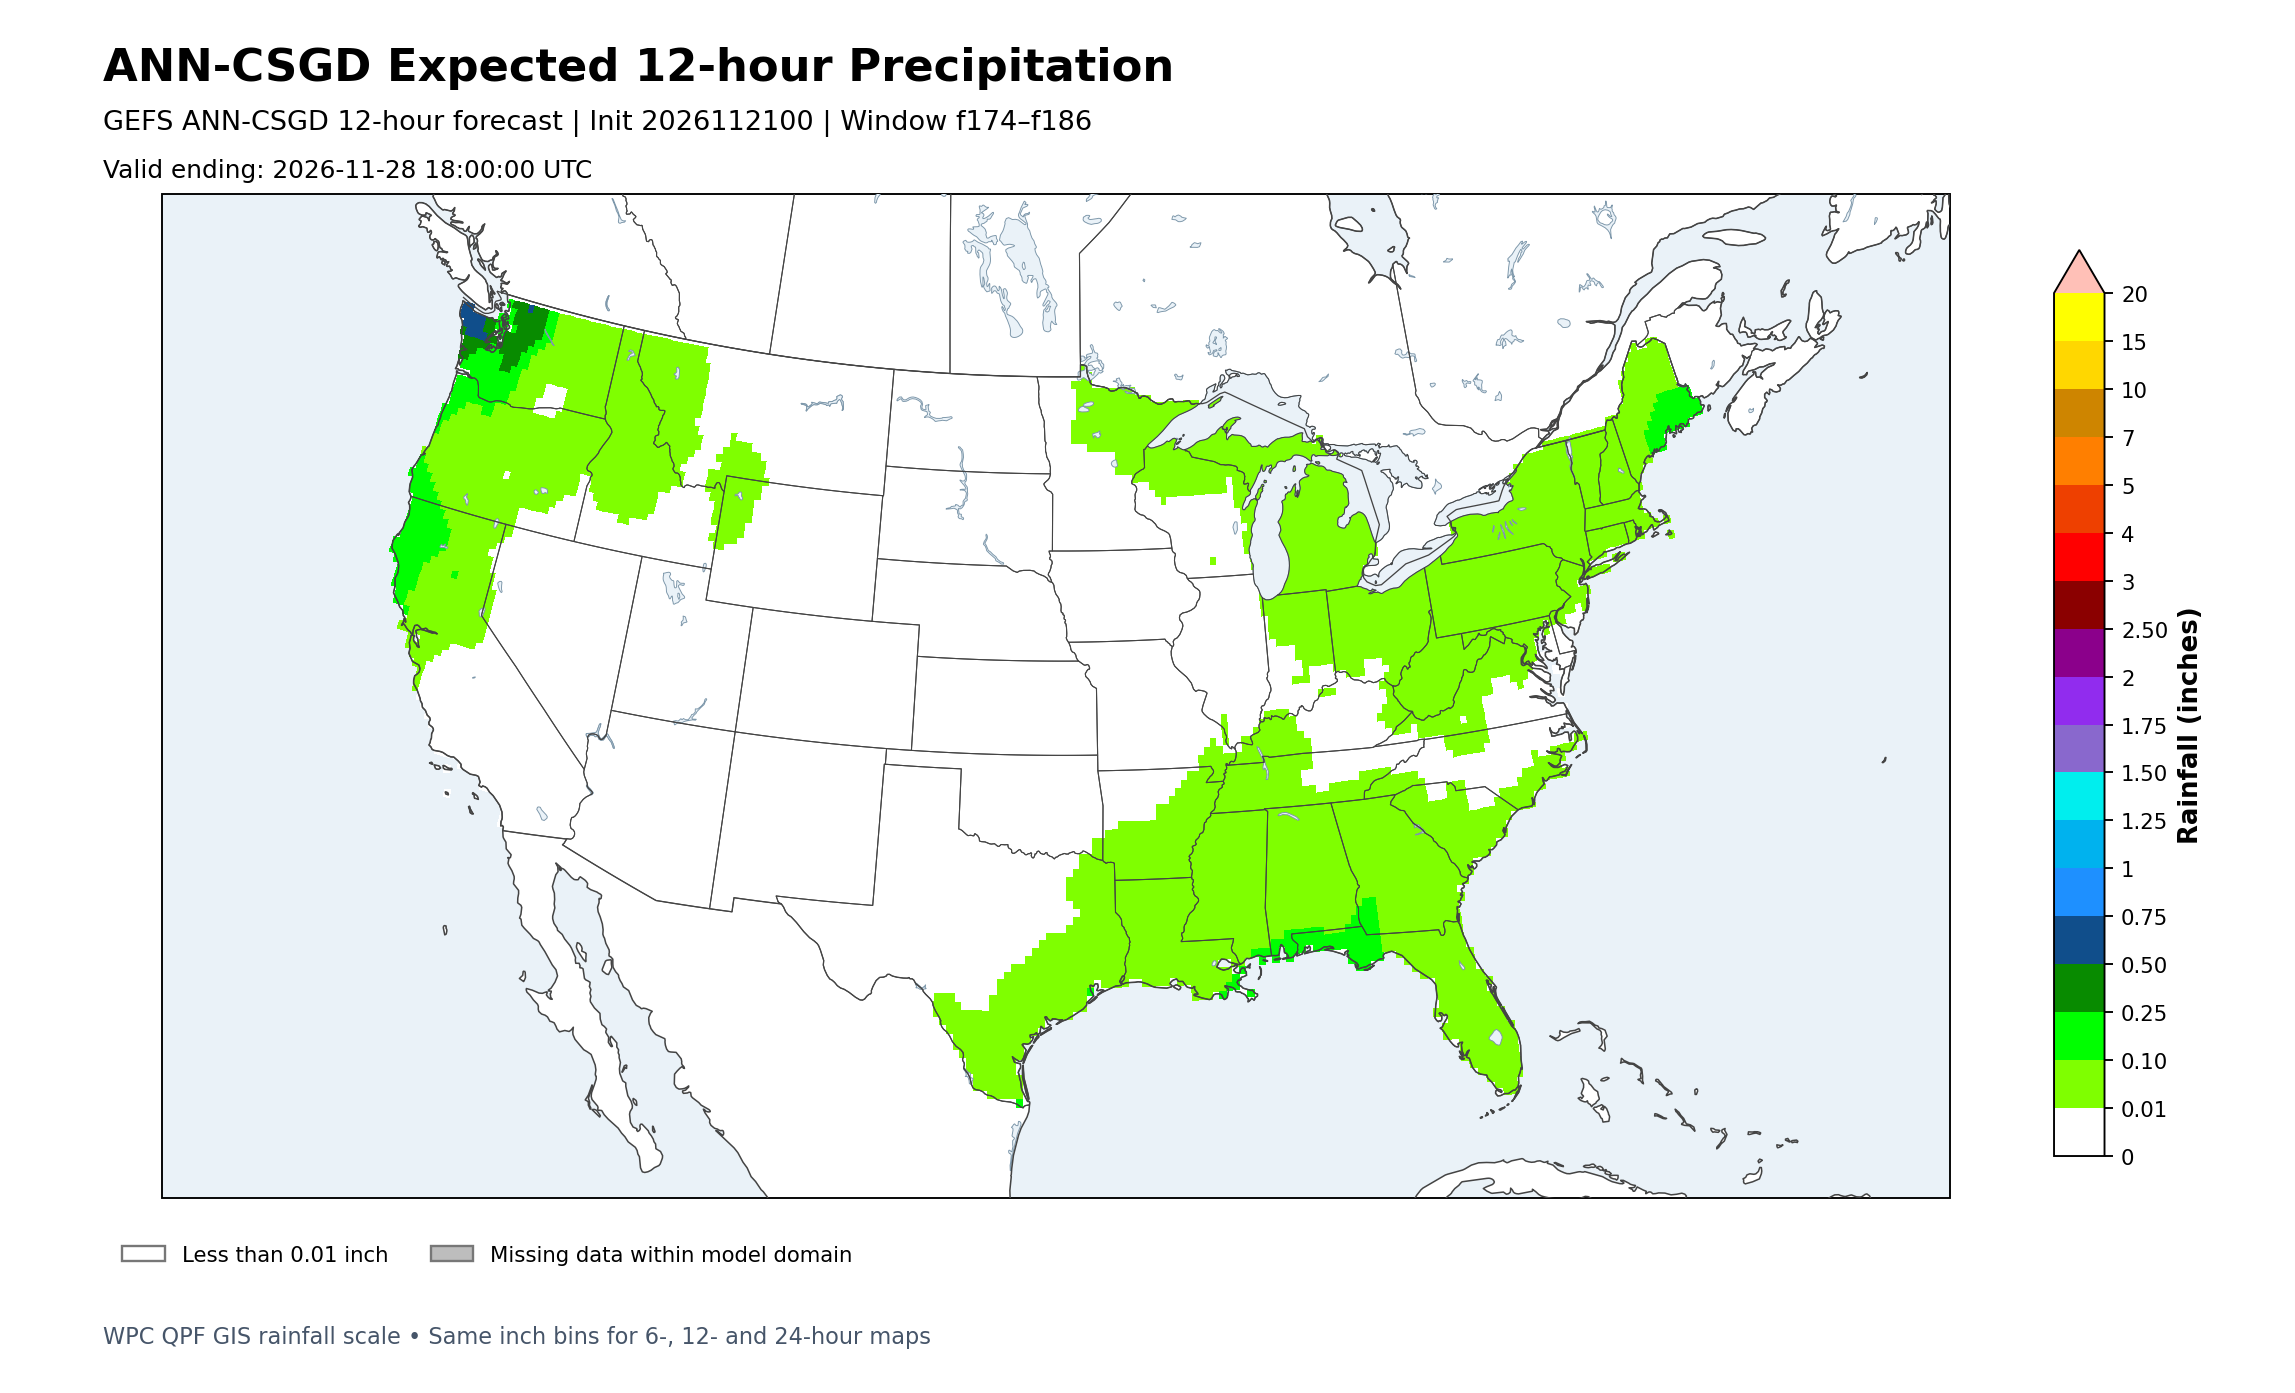 ANN-CSGD Expected 12-hour Precipitation
GEFS ANN-CSGD 12-hour forecast | Init 2026112100 | Window f174–f186
Valid ending: 2026-11-28 18:00:00 UTC
20
15
10
7
5
4
3
2.50
2
1.75
1.50
1.25
1
0.75
0.50
0.25
0.10
0.01
0
Rainfall (inches)
Less than 0.01 inch
Missing data within model domain
WPC QPF GIS rainfall scale • Same inch bins for 6-, 12- and 24-hour maps